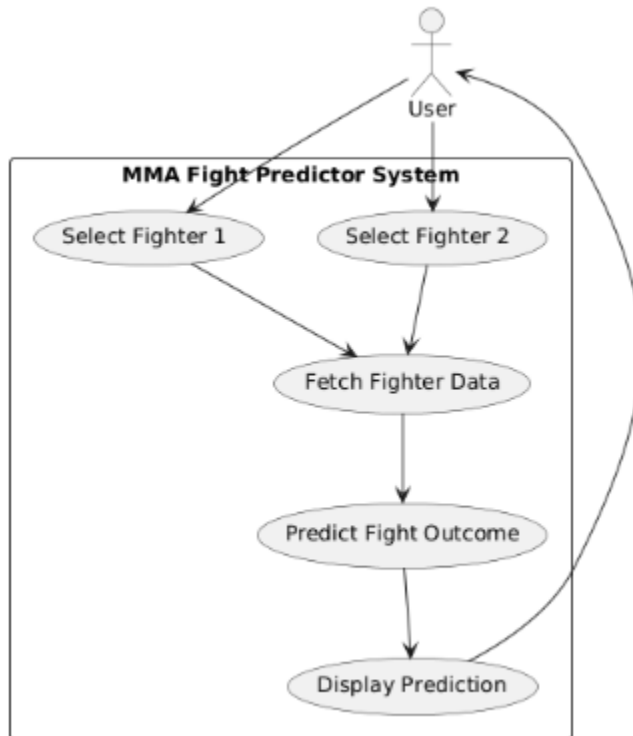 User
MMA Fight Predictor System
Select Fighter 1
Select Fighter 2
Fetch Fighter Data
Predict Fight Outcome
Display Prediction